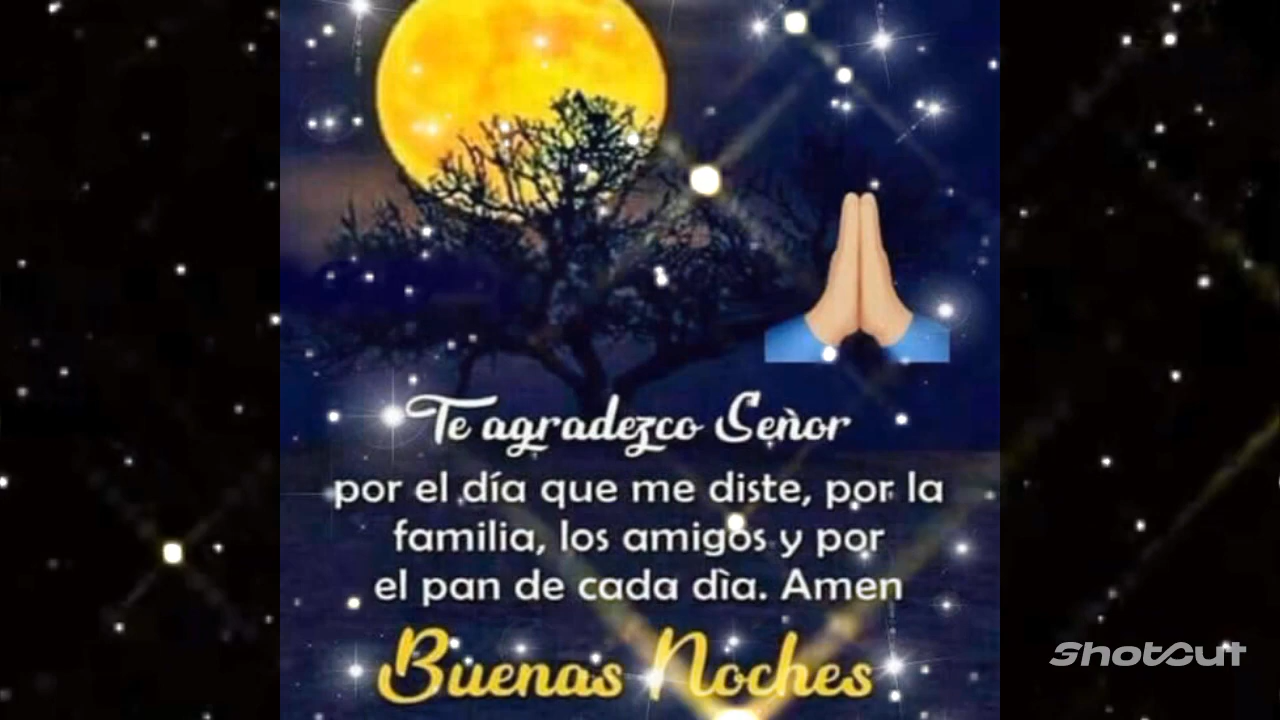 Te agradezco Señor
por el día que me diste, por la
familia, los amigos y por
el pan de cada dìa. Amen
Buenas Noches
ShotCut